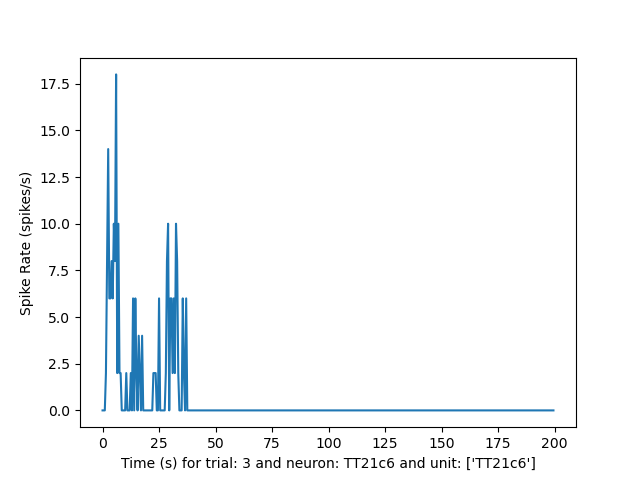 17.5
15.0
12.5
10.0
7.5
5.0
2.5
0.0
Spike Rate (spikes/s)
0 25 50 75 100 125 150 175 200
Time (s) for trial: 3 and neuron: TT21c6 and unit: ['TT21c6']